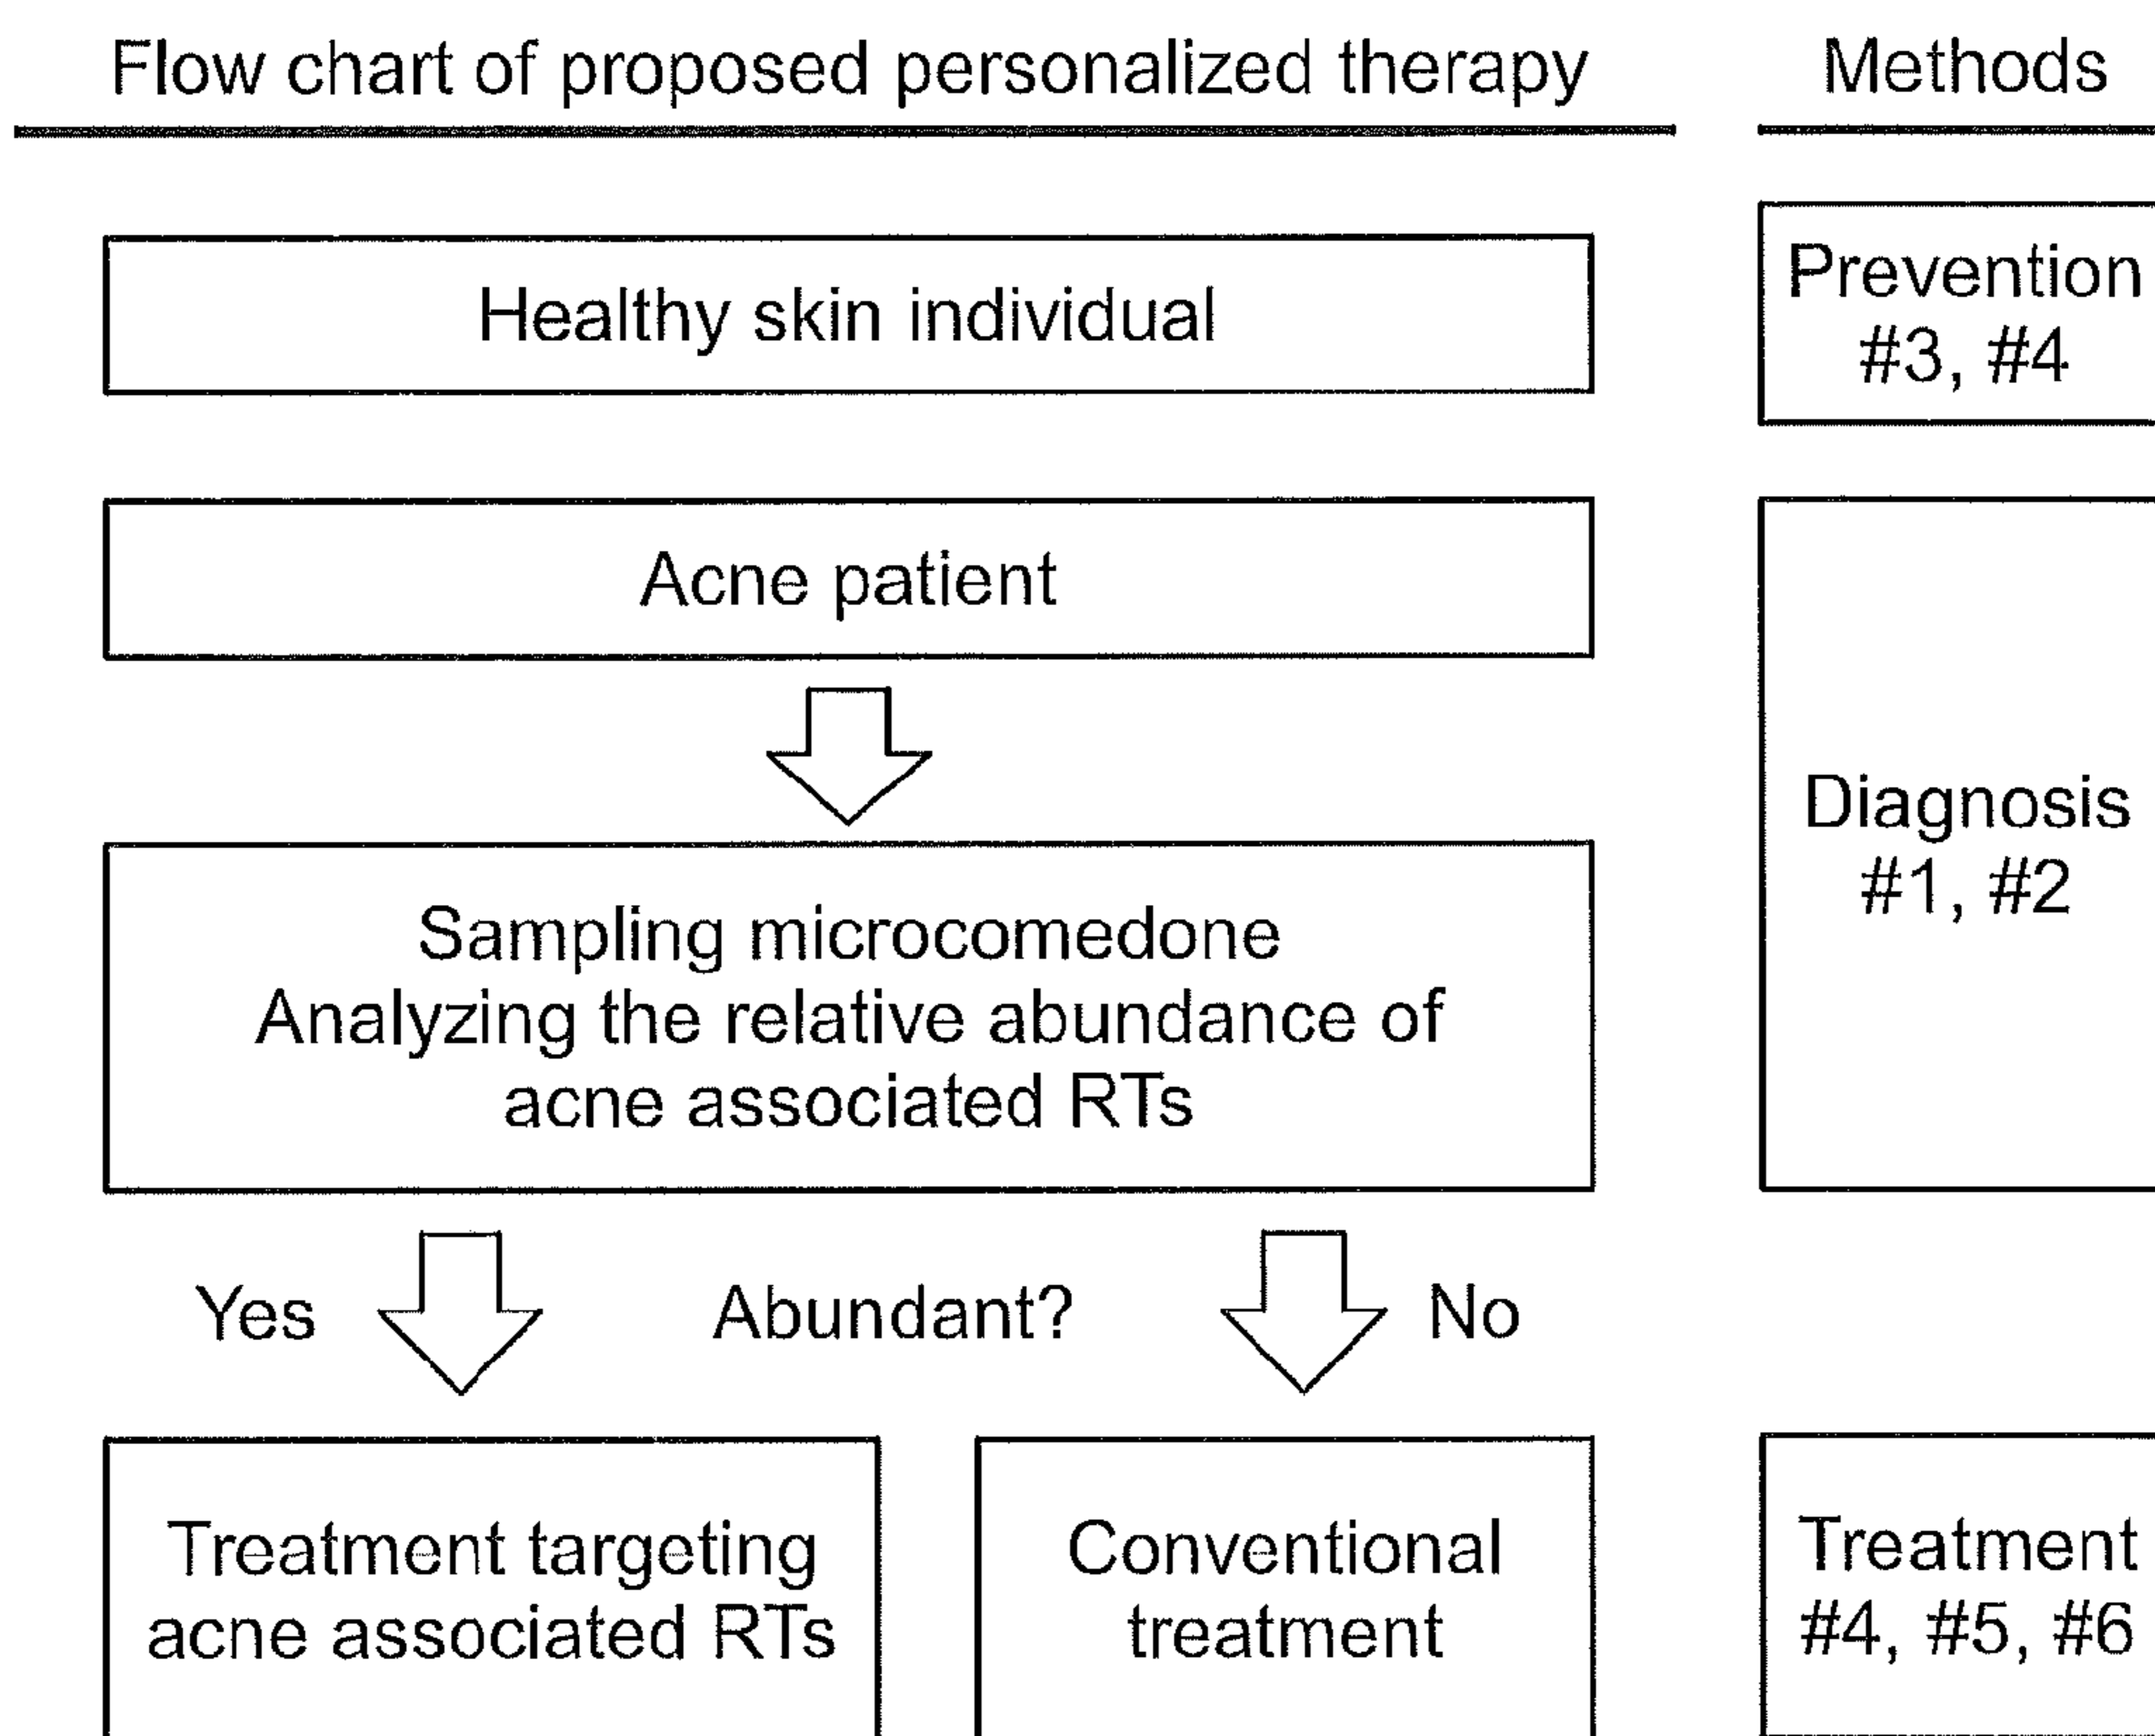 Flow chart of proposed personalized therapy
Methods
Healthy skin individual
Prevention
#3, #4
Acne patient
Sampling microcomedone
Analyzing the relative abundance of
acne associated RTs
Diagnosis
#1, #2
Yes
Abundant?
No
Treatment targeting
acne associated RTs
Conventional
treatment
Treatment
#4, #5, #6